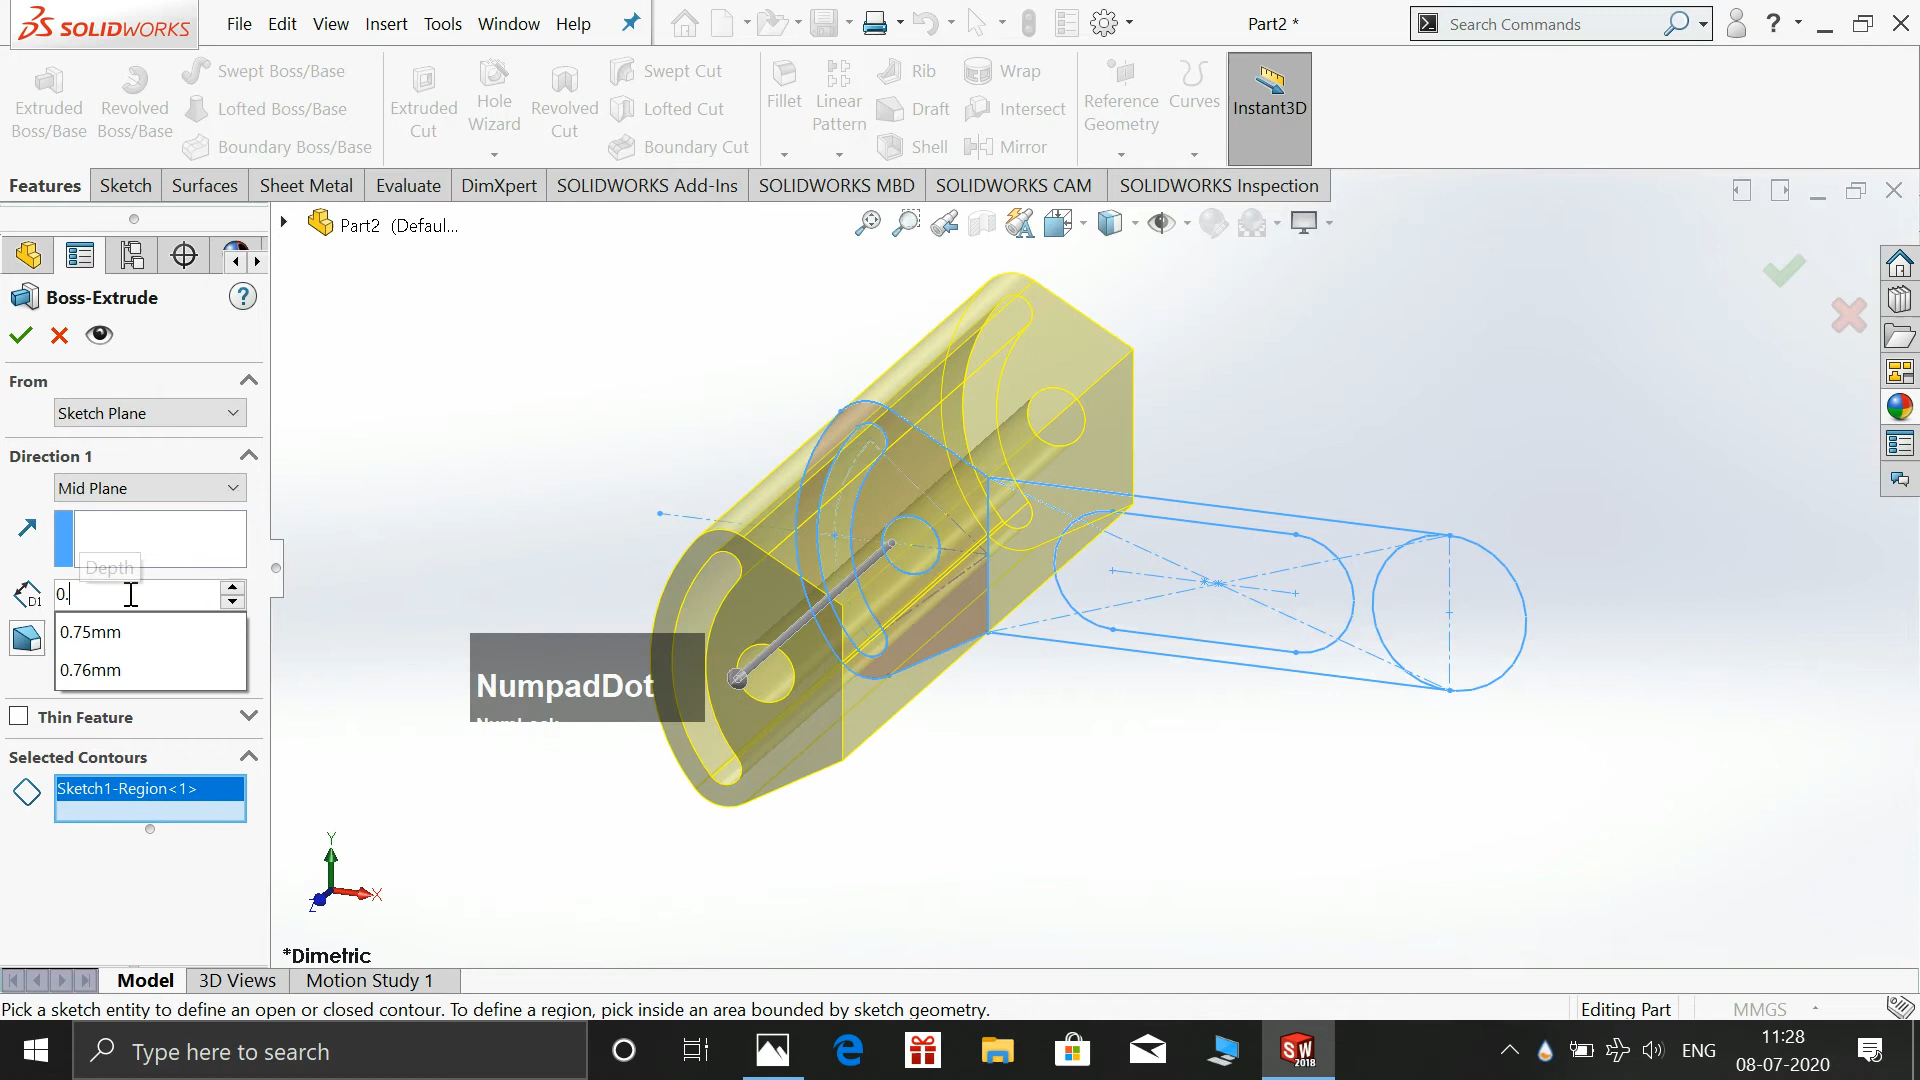 SOLIDWORKS
File Edit View Insert Tools Window Help
Part2 *
Search Commands
?
Extruded Boss/Base
Revolved Boss/Base
Swept Boss/Base
Lofted Boss/Base
Boundary Boss/Base
Extruded Cut
Hole Wizard
Revolved Cut
Swept Cut
Lofted Cut
Boundary Cut
Fillet
Linear Pattern
Rib
Draft
Shell
Wrap
Intersect
Mirror
Reference Geometry
Curves
Instant3D
Features Sketch Surfaces Sheet Metal Evaluate DimXpert SOLIDWORKS Add-Ins SOLIDWORKS MBD SOLIDWORKS CAM SOLIDWORKS Inspection
Part2 (Defaul...
Boss-Extrude
?
From
Sketch Plane
Direction 1
Mid Plane
Depth
D1
0.
0.75mm
0.76mm
Thin Feature
Selected Contours
Sketch1-Region<1>
NumpadDot
Y
X
Z
*Dimetric
Model 3D Views Motion Study 1
Pick a sketch entity to define an open or closed contour. To define a region, pick inside an area bounded by sketch geometry.
Editing Part
MMGS
Type here to search
SW
2018
ENG
11:28
08-07-2020